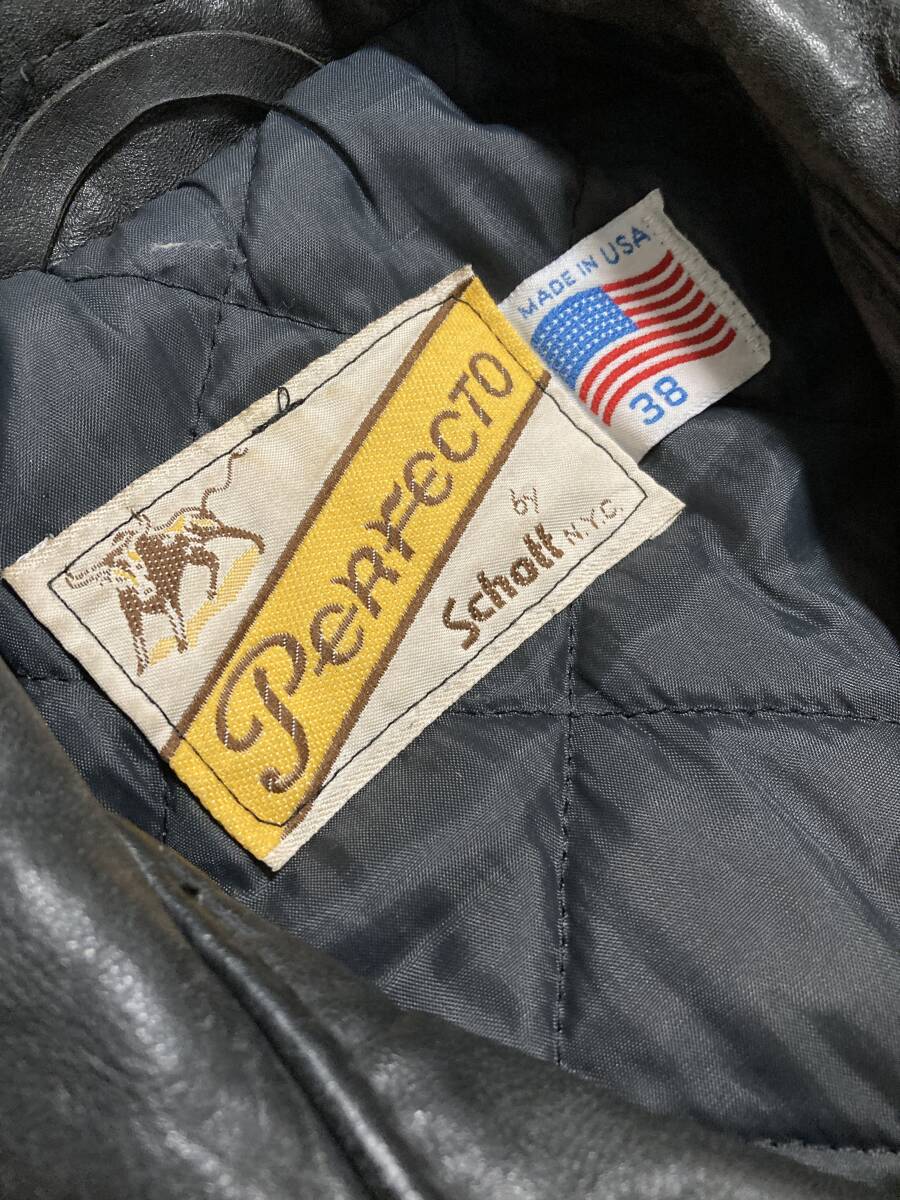 PERFECTO
by
Schott N.Y.C.
MADE IN USA
38